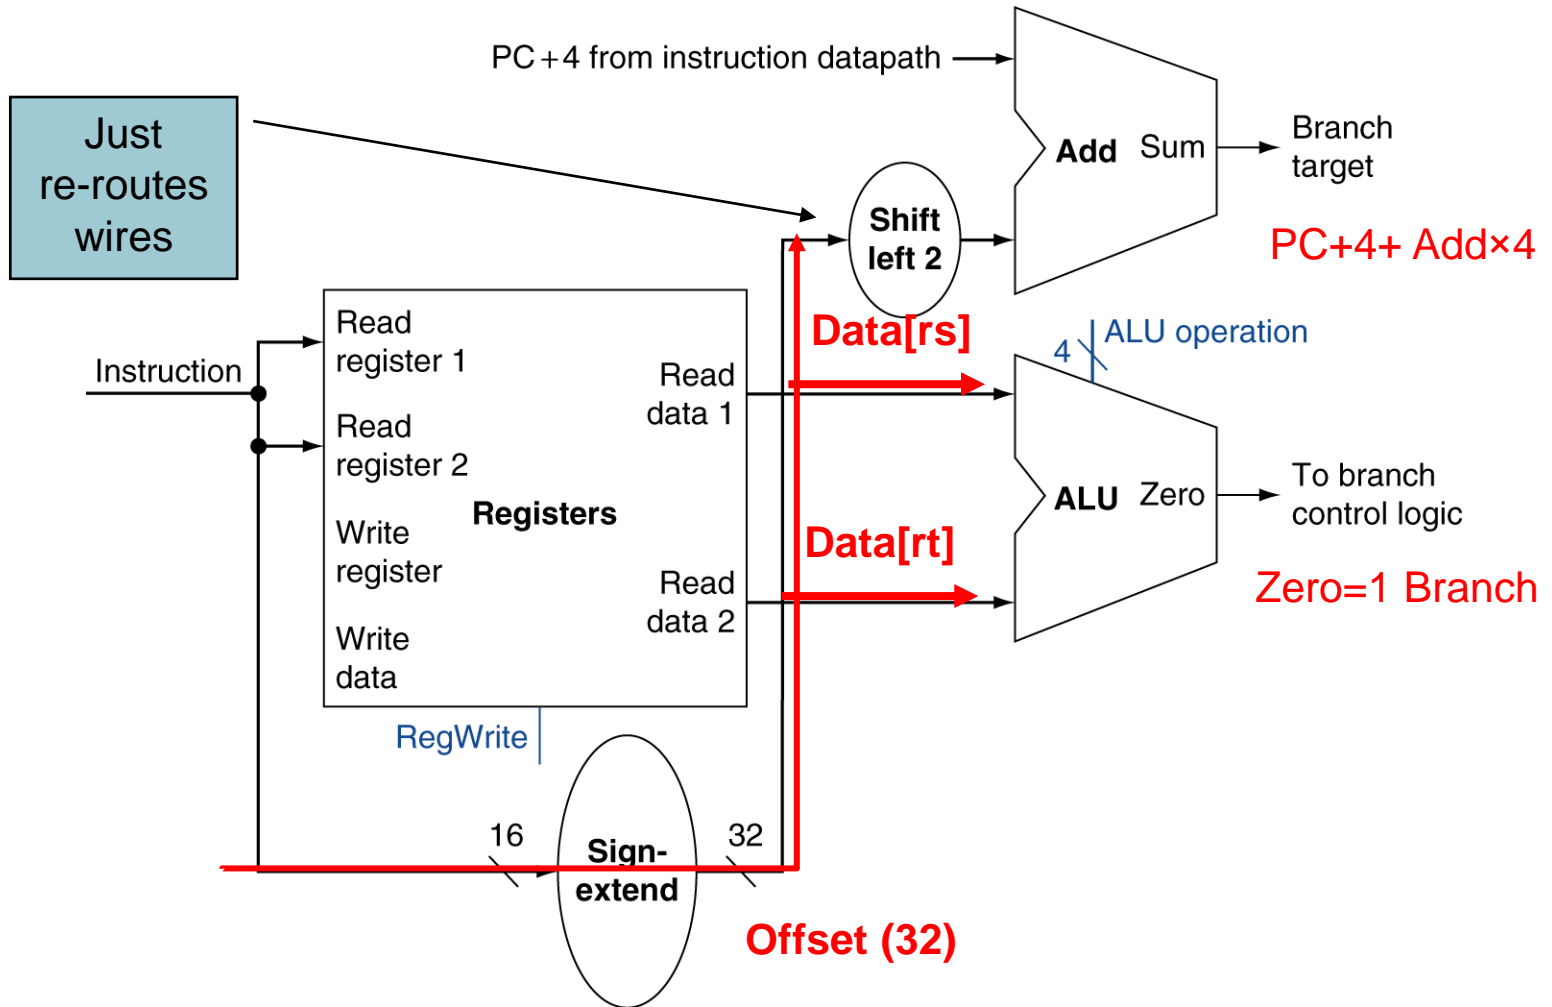 PC+4 from instruction datapath
Just
re-routes
wires
Add Sum
Branch
target
Shift
left 2
PC+4+ Add×4
Instruction
Read
register 1
Read
register 2
Write
register
Write
data
Registers
Read
data 1
Read
data 2
RegWrite
Data[rs]
Data[rt]
4
ALU operation
ALU Zero
To branch
control logic
Zero=1 Branch
16
Sign-
extend
32
Offset (32)